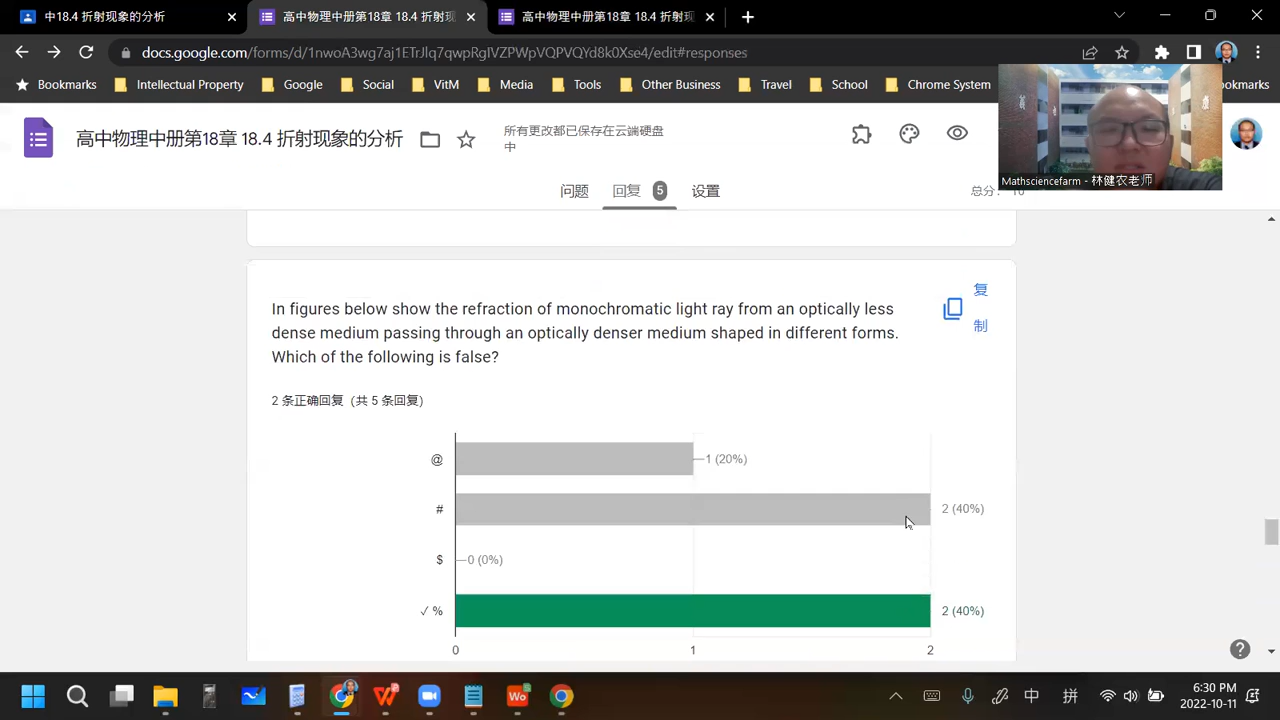 中18.4 折射现象的分析
高中物理中册第18章 18.4 折射现
高中物理中册第18章 18.4 折射现
docs.google.com/forms/d/1nwoA3wg7aj1ETrJlq7qwpRglVZPWpVQPVQYd8k0Xse4/edit#responses
Bookmarks
Intellectual Property
Google
Social
Vitvi
Media
Tools
Other Business
Travel
School
Chrome System
okmarks
高中物理中册第18章 18.4 折射现象的分析
所有更改都已保存在云端硬盘
中
Mathsciencefarm - 林健农老师
问题
回复 5
设置
总分:
In figures below show the refraction of monochromatic light ray from an optically less
dense medium passing through an optically denser medium shaped in different forms.
Which of the following is false?
复
制
2 条正确回复 (共 5 条回复)
@
1 (20%)
#
2 (40%)
$
0 (0%)
✓ %
2 (40%)
0
1
2
中
拼
6:30 PM
2022-10-11